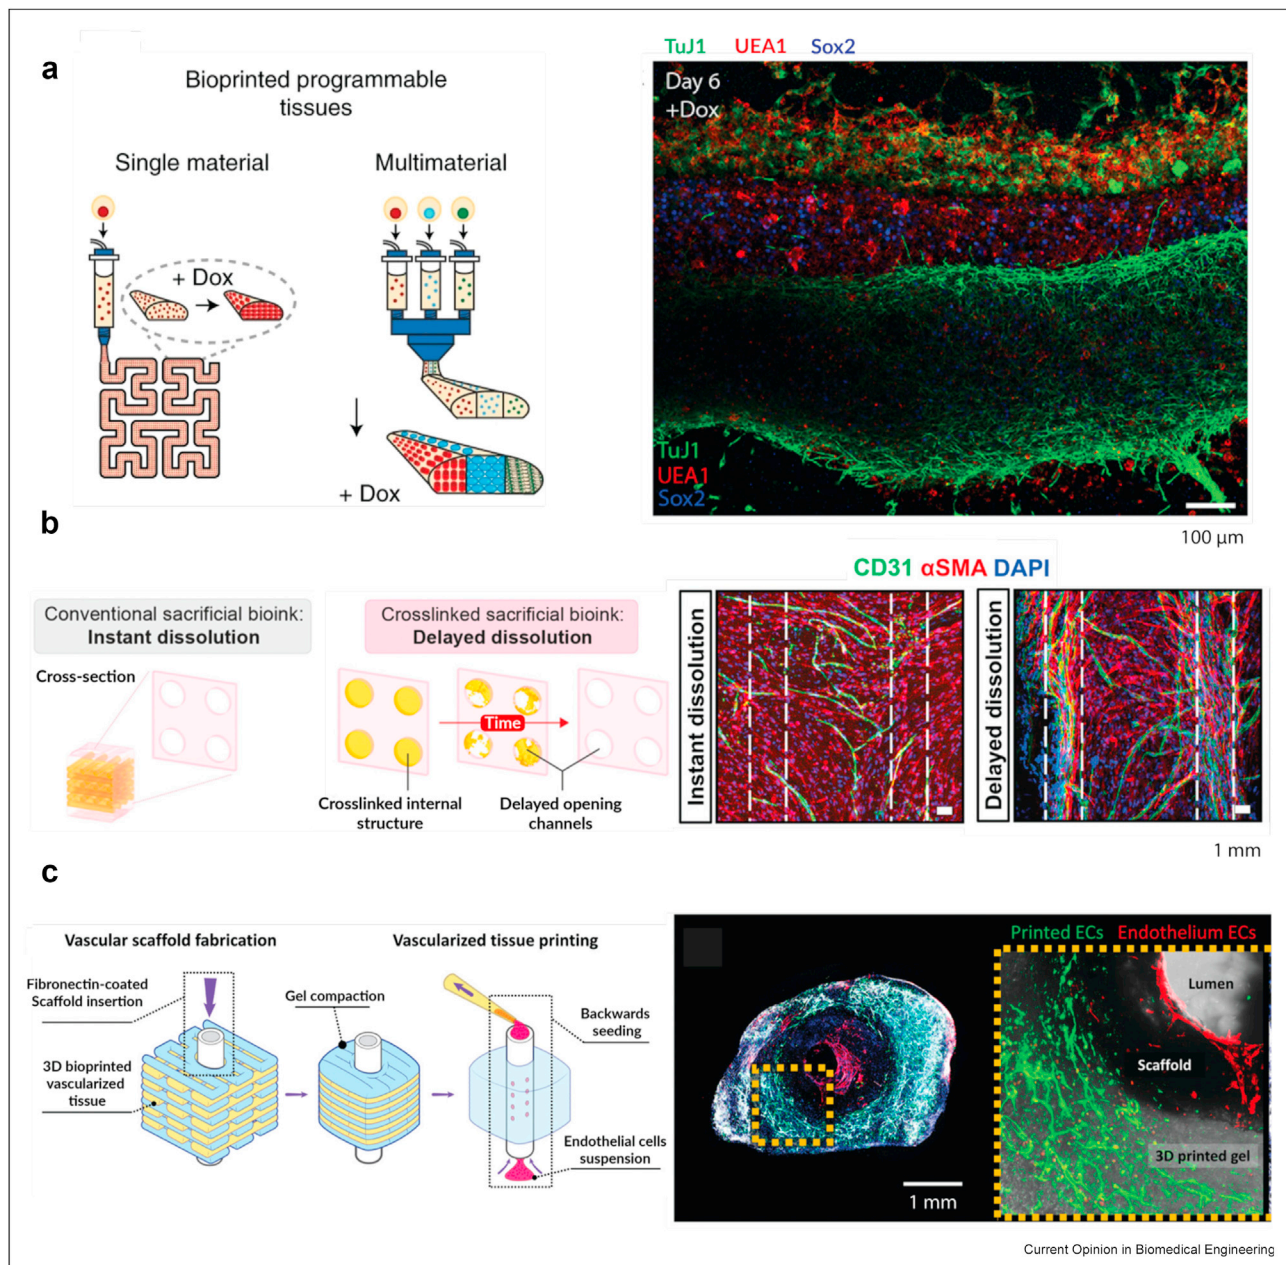 a
Bioprinted programmable
tissues
Single material
Multimaterial
+ Dox
+ Dox
TuJ1 UEA1 Sox2
Day 6
+Dox
TuJ1
UEA1
Sox2
100 µm
b
Conventional sacrificial bioink:
Instant dissolution
Cross-section
Crosslinked sacrificial bioink:
Delayed dissolution
Time
Crosslinked internal
structure
Delayed opening
channels
CD31 αSMA DAPI
Instant dissolution
Delayed dissolution
1 mm
c
Vascular scaffold fabrication
Fibronectin-coated
Scaffold insertion
3D bioprinted
vascularized
tissue
Gel compaction
Vascularized tissue printing
Backwards
seeding
Endothelial cells
suspension
1 mm
Printed ECs Endothelium ECs
Lumen
Scaffold
3D printed gel
Current Opinion in Biomedical Engineering